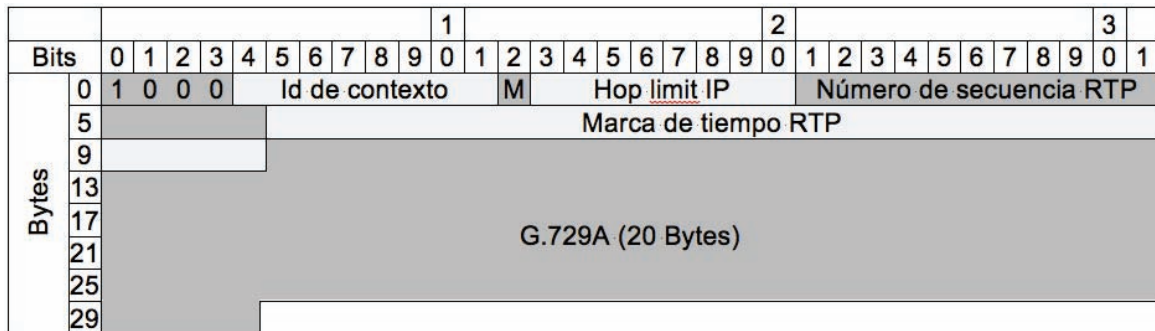 1 2 3
Bits 0 1 2 3 4 5 6 7 8 9 0 1 2 3 4 5 6 7 8 9 0 1 2 3 4 5 6 7 8 9 0 1
0 1 0 0 0 Id de contexto M Hop limit IP Número de secuencia RTP
5 Marca de tiempo RTP
9
13
17
G.729A (20 Bytes)
21
25
29
Bytes